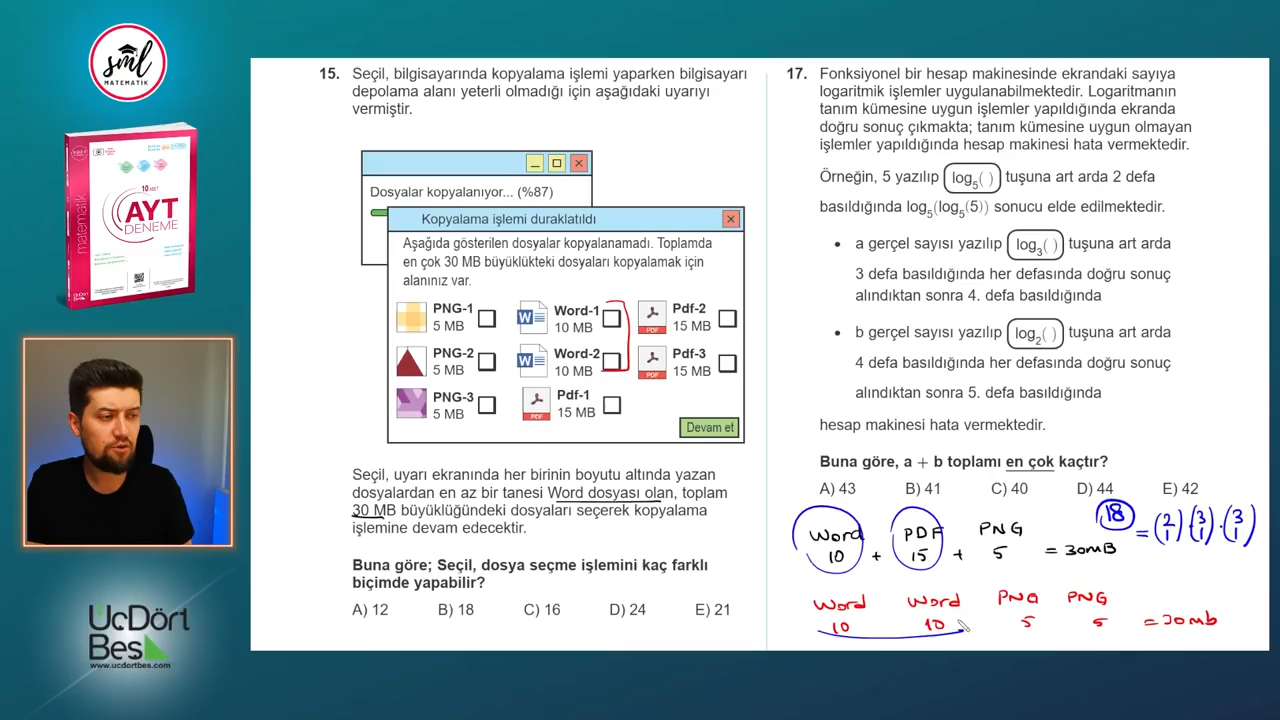 sml
MATEMATİK
10 ADET
AYT
DENEME
matematik
ÜcDört
Bes
www.ucdortbes.com
15. Seçil, bilgisayarında kopyalama işlemi yaparken bilgisayarı
depolama alanı yeterli olmadığı için aşağıdaki uyarıyı
vermiştir.
Dosyalar kopyalanıyor... (%87)
Kopyalama işlemi duraklatıldı
Aşağıda gösterilen dosyalar kopyalanamadı. Toplamda
en çok 30 MB büyüklükteki dosyaları kopyalamak için
alanınız var.
PNG-1
5 MB
Word-1
10 MB
Pdf-2
15 MB
PNG-2
5 MB
Word-2
10 MB
Pdf-3
15 MB
PNG-3
5 MB
Pdf-1
15 MB
Devam et
Seçil, uyarı ekranında her birinin boyutu altında yazan
dosyalardan en az bir tanesi Word dosyası olan, toplam
30 MB büyüklüğündeki dosyaları seçerek kopyalama
işlemine devam edecektir.
Buna göre; Seçil, dosya seçme işlemini kaç farklı
biçimde yapabilir?
A) 12 B) 18 C) 16 D) 24 E) 21
17. Fonksiyonel bir hesap makinesinde ekrandaki sayıya
logaritmik işlemler uygulanabilmektedir. Logaritmanın
tanım kümesine uygun işlemler yapıldığında ekranda
doğru sonuç çıkmakta; tanım kümesine uygun olmayan
işlemler yapıldığında hesap makinesi hata vermektedir.
Örneğin, 5 yazılıp log₅( ) tuşuna art arda 2 defa
basıldığında log₅(log₅(5)) sonucu elde edilmektedir.
• a gerçel sayısı yazılıp log₃( ) tuşuna art arda
3 defa basıldığında her defasında doğru sonuç
alındıktan sonra 4. defa basıldığında
• b gerçel sayısı yazılıp log₂( ) tuşuna art arda
4 defa basıldığında her defasında doğru sonuç
alındıktan sonra 5. defa basıldığında
hesap makinesi hata vermektedir.
Buna göre, a + b toplamı en çok kaçtır?
A) 43 B) 41 C) 40 D) 44 E) 42
Word PDF PNG 18 = (2 1) (3 1) · (3 1)
10 + 15 + 5 = 30MB
Word Word PNG PNG
10 10 5 5 = 30mb